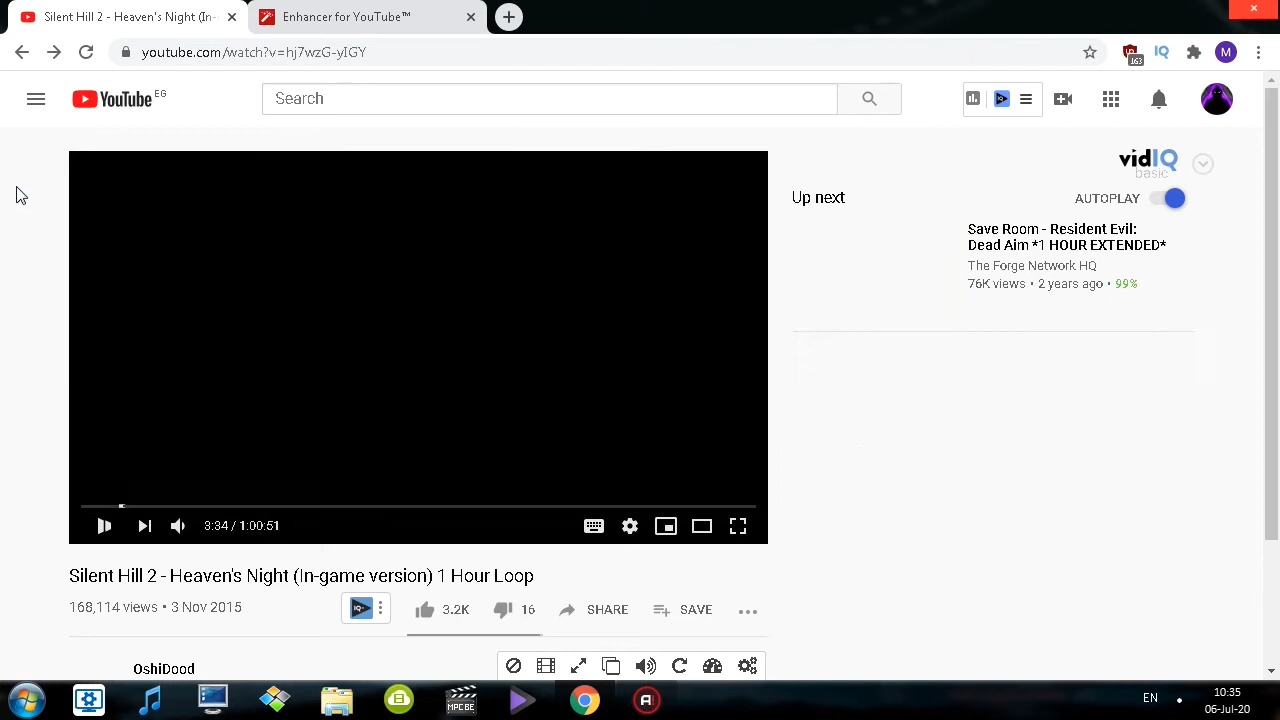 Silent Hill 2 - Heaven's Night (In-
Enhancer for YouTube™
youtube.com/watch?v=hj7wzG-yIGY
163
IQ
M
YouTube EG
Search
vidIQ
basic
Up next
AUTOPLAY
Save Room - Resident Evil:
Dead Aim *1 HOUR EXTENDED*
The Forge Network HQ
76K views • 2 years ago • 99%
3:34 / 1:00:51
Silent Hill 2 - Heaven's Night (In-game version) 1 Hour Loop
168,114 views • 3 Nov 2015
IQ
3.2K
16
SHARE
SAVE
OshiDood
MPC BE
Ai
EN
10:35
06-Jul-20